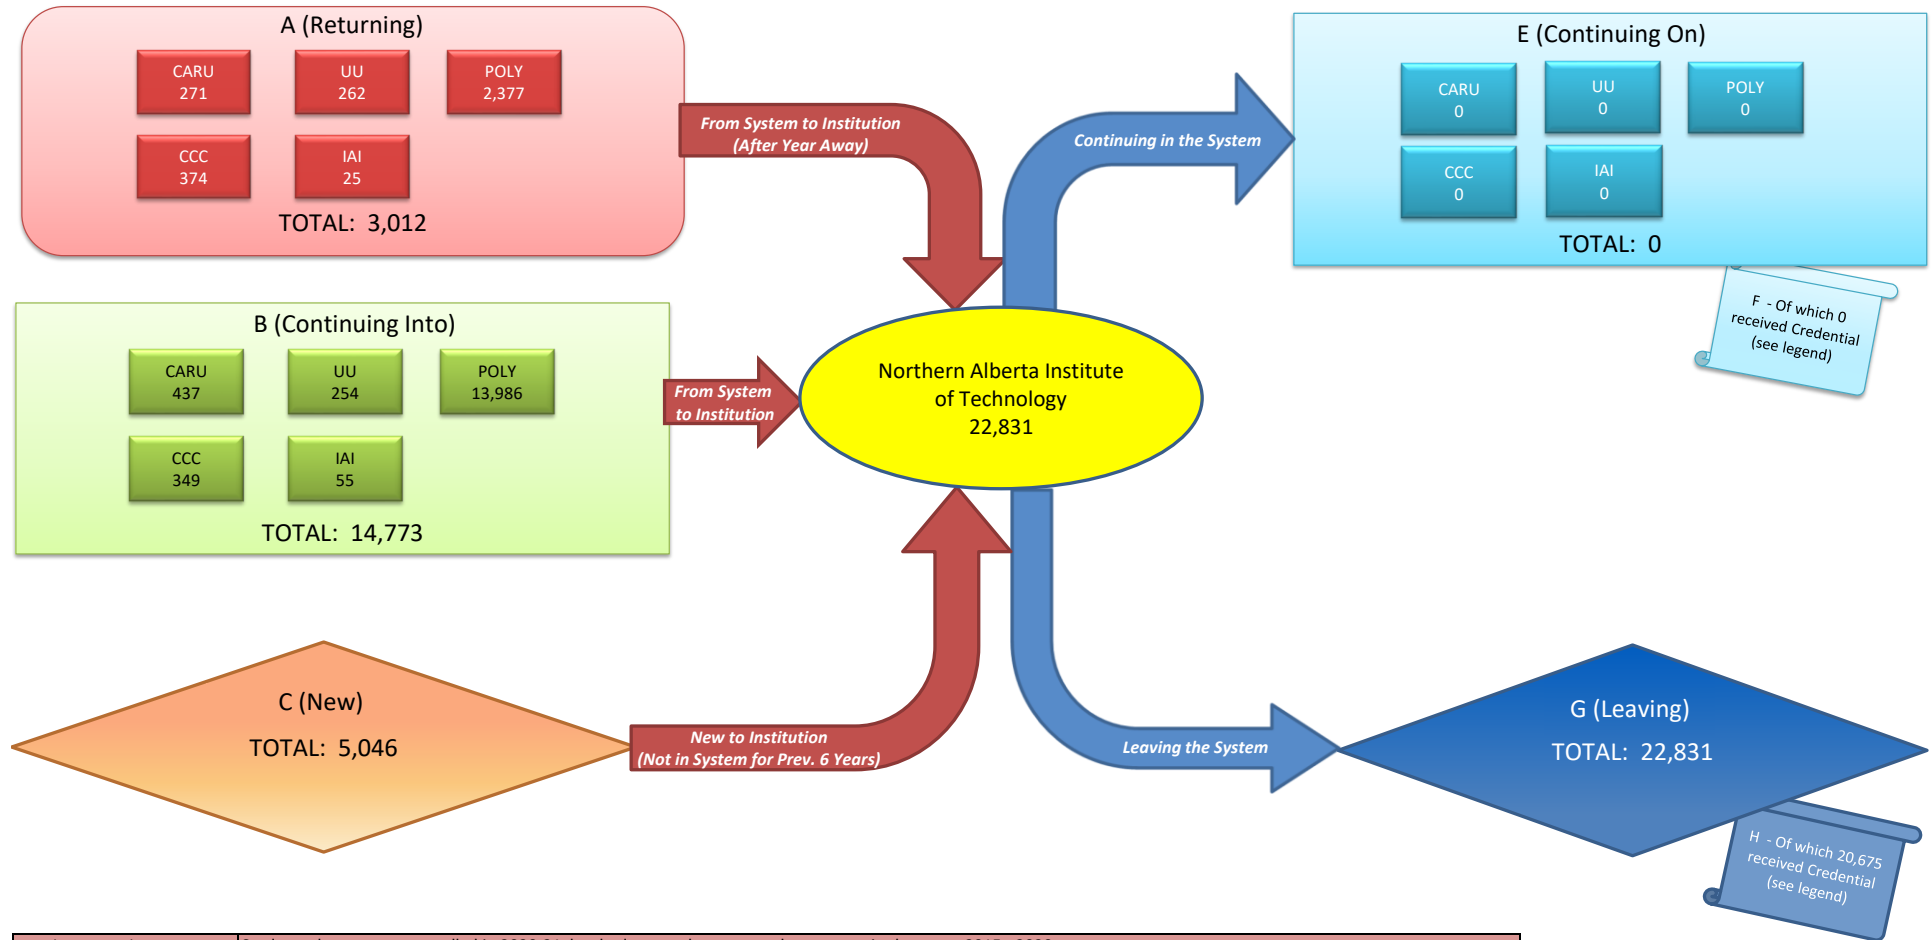 A (Returning)
CARU
271
UU
262
POLY
2,377
CCC
374
IAI
25
TOTAL: 3,012
From System to Institution
(After Year Away)
B (Continuing Into)
CARU
437
UU
254
POLY
13,986
CCC
349
IAI
55
TOTAL: 14,773
From System
to Institution
C (New)
TOTAL: 5,046
New to Institution
(Not in System for Prev. 6 Years)
Northern Alberta Institute
of Technology
22,831
Continuing in the System
E (Continuing On)
CARU
0
UU
0
POLY
0
CCC
0
IAI
0
TOTAL: 0
F - Of which 0
received Credential
(see legend)
Leaving the System
G (Leaving)
TOTAL: 22,831
H - Of which 20,675
received Credential
(see legend)